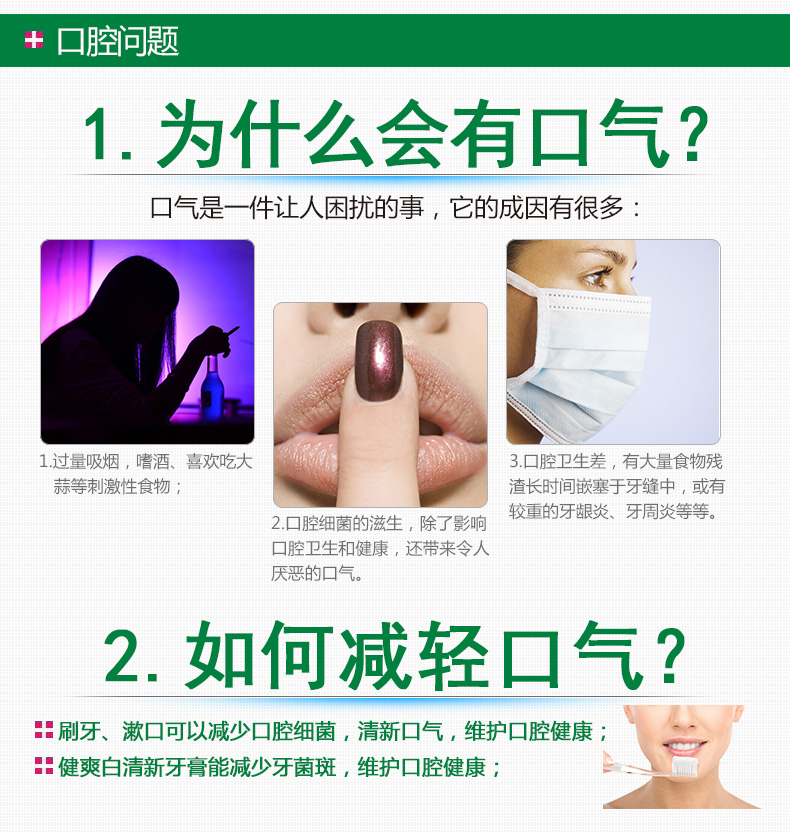 口腔问题
1.为什么会有口气?
口气是一件让人困扰的事，它的成因有很多：
1.过量吸烟，嗜酒、喜欢吃大
蒜等刺激性食物；
2.口腔细菌的滋生，除了影响
口腔卫生和健康，还带来令人
厌恶的口气。
3.口腔卫生差，有大量食物残
渣长时间嵌塞于牙缝中，或有
较重的牙龈炎、牙周炎等等。
2.如何减轻口气?
刷牙、漱口可以减少口腔细菌，清新口气，维护口腔健康；
健爽白清新牙膏能减少牙菌斑，维护口腔健康；